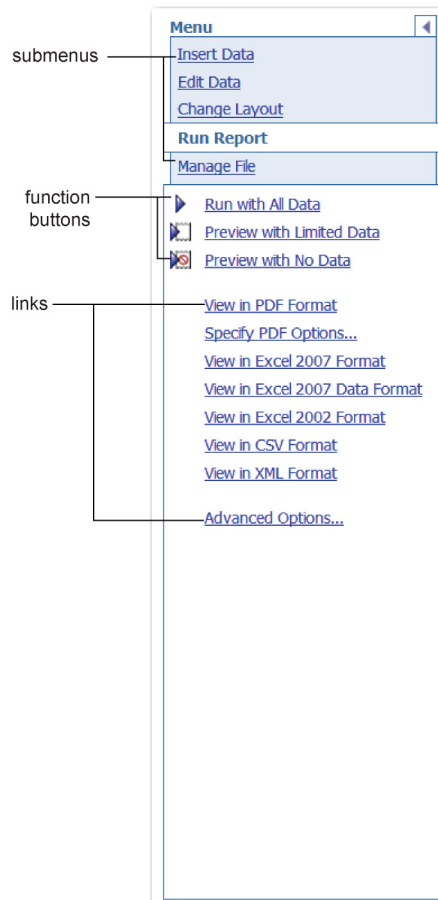 Menu
submenus
Insert Data
Edit Data
Change Layout
Run Report
Manage File
function
buttons
Run with All Data
Preview with Limited Data
Preview with No Data
links
View in PDF Format
Specify PDF Options...
View in Excel 2007 Format
View in Excel 2007 Data Format
View in Excel 2002 Format
View in CSV Format
View in XML Format
Advanced Options...